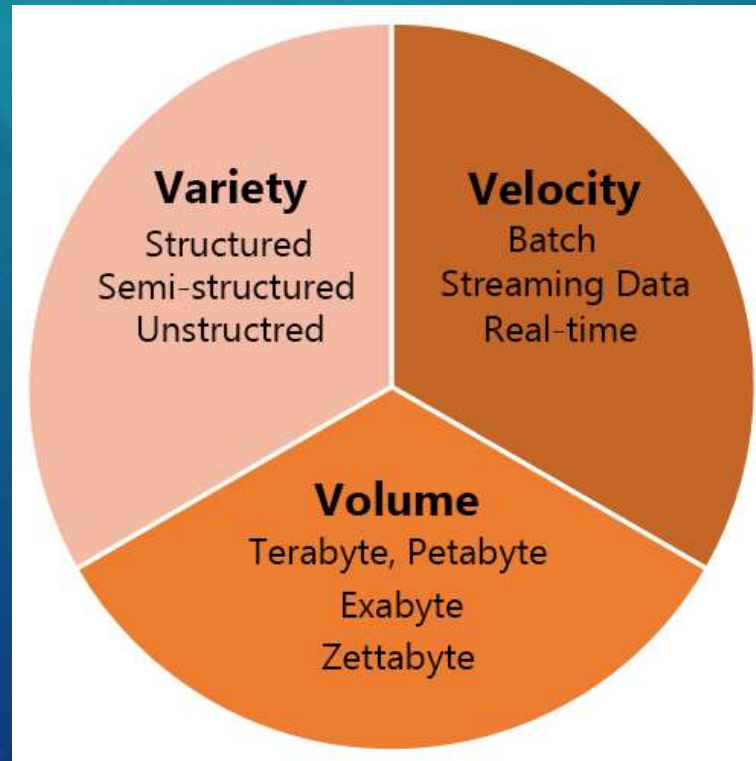 Variety
Structured
Semi-structured
Unstructred
Velocity
Batch
Streaming Data
Real-time
Volume
Terabyte, Petabyte
Exabyte
Zettabyte